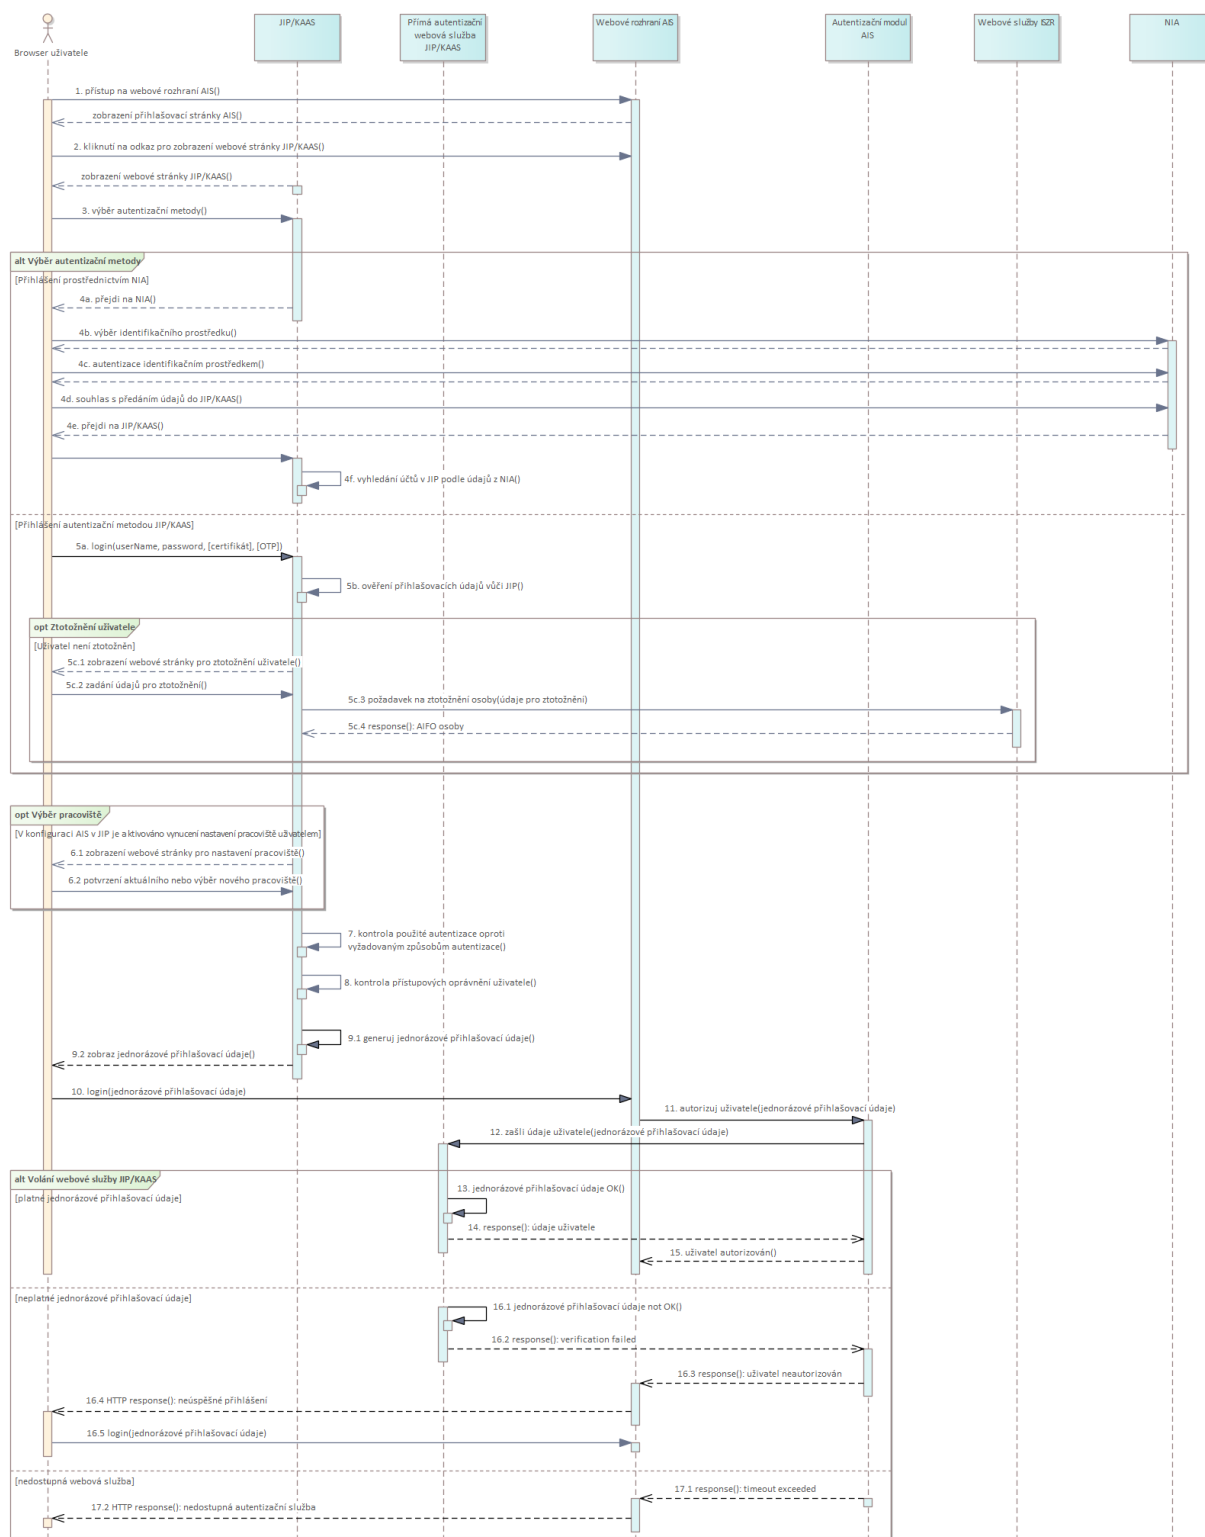 Browser uživatele
JIP/KAAS
Přímá autentizační
webová služba
JIP/KAAS
Webové rozhraní AIS
Autentizační modul
AIS
Webové služby ISZR
NIA
1. přístup na webové rozhraní AIS()
zobrazení přihlašovací stránky AIS()
2. kliknutí na odkaz pro zobrazení webové stránky JIP/KAAS()
zobrazení webové stránky JIP/KAAS()
3. výběr autentizační metody()
alt Výběr autentizační metody
[Přihlášení prostřednictvím NIA]
4a. přejdi na NIA()
4b. výběr identifikačního prostředku()
4c. autentizace identifikačním prostředkem()
4d. souhlas s předáním údajů do JIP/KAAS()
4e. přejdi na JIP/KAAS()
4f. vyhledání účtů v JIP podle údajů z NIA()
[Přihlášení autentizační metodou JIP/KAAS]
5a. login(userName, password, [certifikát], [OTP])
5b. ověření přihlašovacích údajů vůči JIP()
opt Ztotožnění uživatele
[Uživatel není ztotožněn]
5c.1 zobrazení webové stránky pro ztotožnění uživatele()
5c.2 zadání údajů pro ztotožnění()
5c.3 požadavek na ztotožnění osoby(údaje pro ztotožnění)
5c.4 response(): AIFO osoby
opt Výběr pracoviště
[V konfiguraci AIS v JIP je aktivováno vynucení nastavení pracoviště uživatelem]
6.1 zobrazení webové stránky pro nastavení pracoviště()
6.2 potvrzení aktuálního nebo výběr nového pracoviště()
7. kontrola použité autentizace oproti
vyžadovaným způsobům autentizace()
8. kontrola přístupových oprávnění uživatele()
9.1 generuj jednorázové přihlašovací údaje()
9.2 zobraz jednorázové přihlašovací údaje()
10. login(jednorázové přihlašovací údaje)
11. autorizuj uživatele(jednorázové přihlašovací údaje)
12. zašli údaje uživatele(jednorázové přihlašovací údaje)
alt Volání webové služby JIP/KAAS
[platné jednorázové přihlašovací údaje]
13. jednorázové přihlašovací údaje OK()
14. response(): údaje uživatele
15. uživatel autorizován()
[neplatné jednorázové přihlašovací údaje]
16.1 jednorázové přihlašovací údaje not OK()
16.2 response(): verification failed
16.3 response(): uživatel neautorizován
16.4 HTTP response(): neúspěšné přihlášení
16.5 login(jednorázové přihlašovací údaje)
[nedostupná webová služba]
17.1 response(): timeout exceeded
17.2 HTTP response(): nedostupná autentizační služba